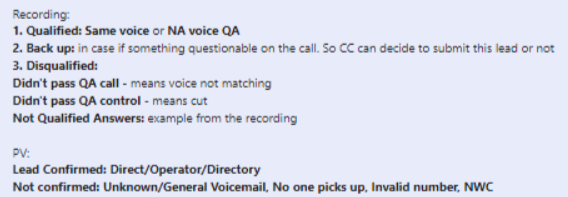 Recording:
1. Qualified: Same voice or NA voice QA
2. Back up: in case if something questionable on the call. So CC can decide to submit this lead or not
3. Disqualified:
Didn't pass QA call - means voice not matching
Didn't pass QA control - means cut
Not Qualified Answers: example from the recording
PV:
Lead Confirmed: Direct/Operator/Directory
Not confirmed: Unknown/General Voicemail, No one picks up, Invalid number, NWC